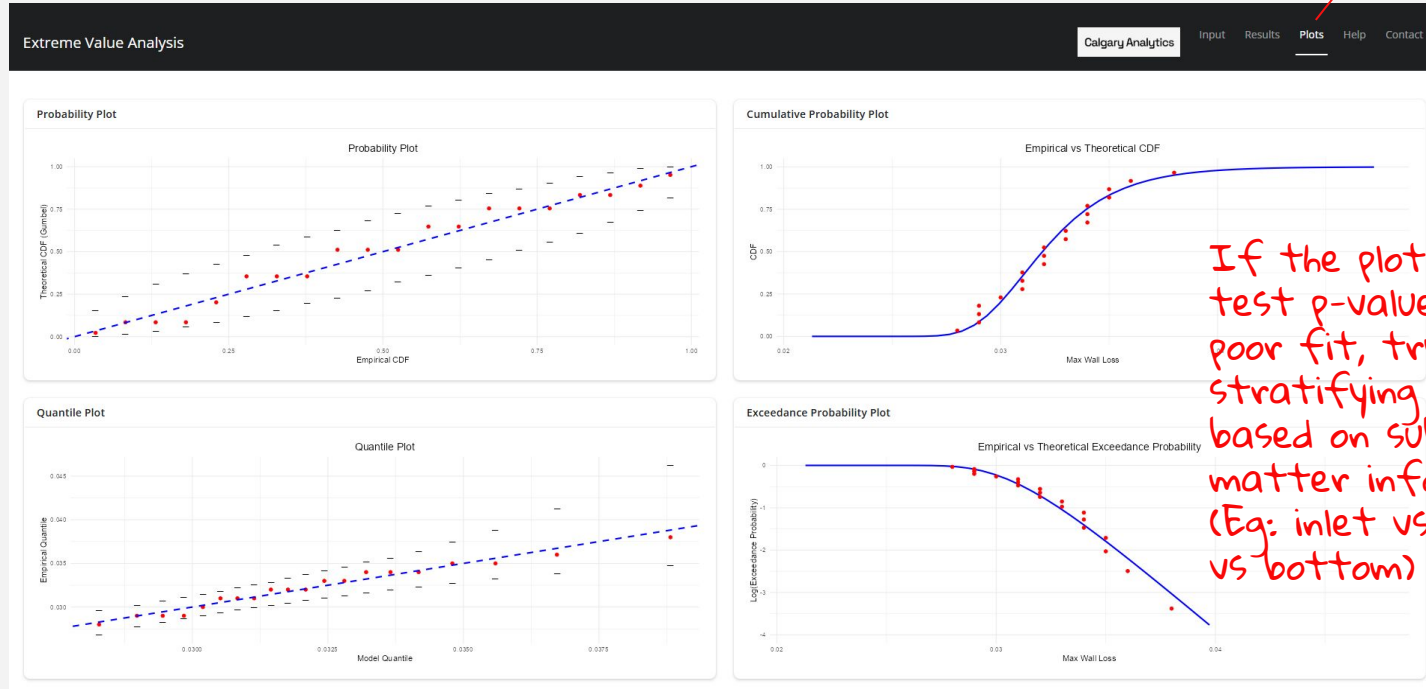 Extreme Value Analysis
Calgary Analytics
Input Results Plots Help Contact
Probability Plot
Probability Plot
Theoretical CDF (Gumbel)
1.00
0.75
0.50
0.25
0.00
0.00 0.25 0.50 0.75 1.00
Empirical CDF
Cumulative Probability Plot
Empirical vs Theoretical CDF
CDF
1.00
0.75
0.50
0.25
0.00
0.02 0.03 0.04
Max Wall Loss
Quantile Plot
Quantile Plot
Empirical Quantile
0.045
0.040
0.035
0.030
0.0300 0.0325 0.0350 0.0375
Model Quantile
Exceedance Probability Plot
Empirical vs Theoretical Exceedance Probability
Log(Exceedance Probability)
0
-1
-2
-3
-4
0.02 0.03 0.04
Max Wall Loss
If the plot
test p-value
poor fit, tr
stratifying
based on su
matter inf
(Eg: inlet vs
vs bottom)